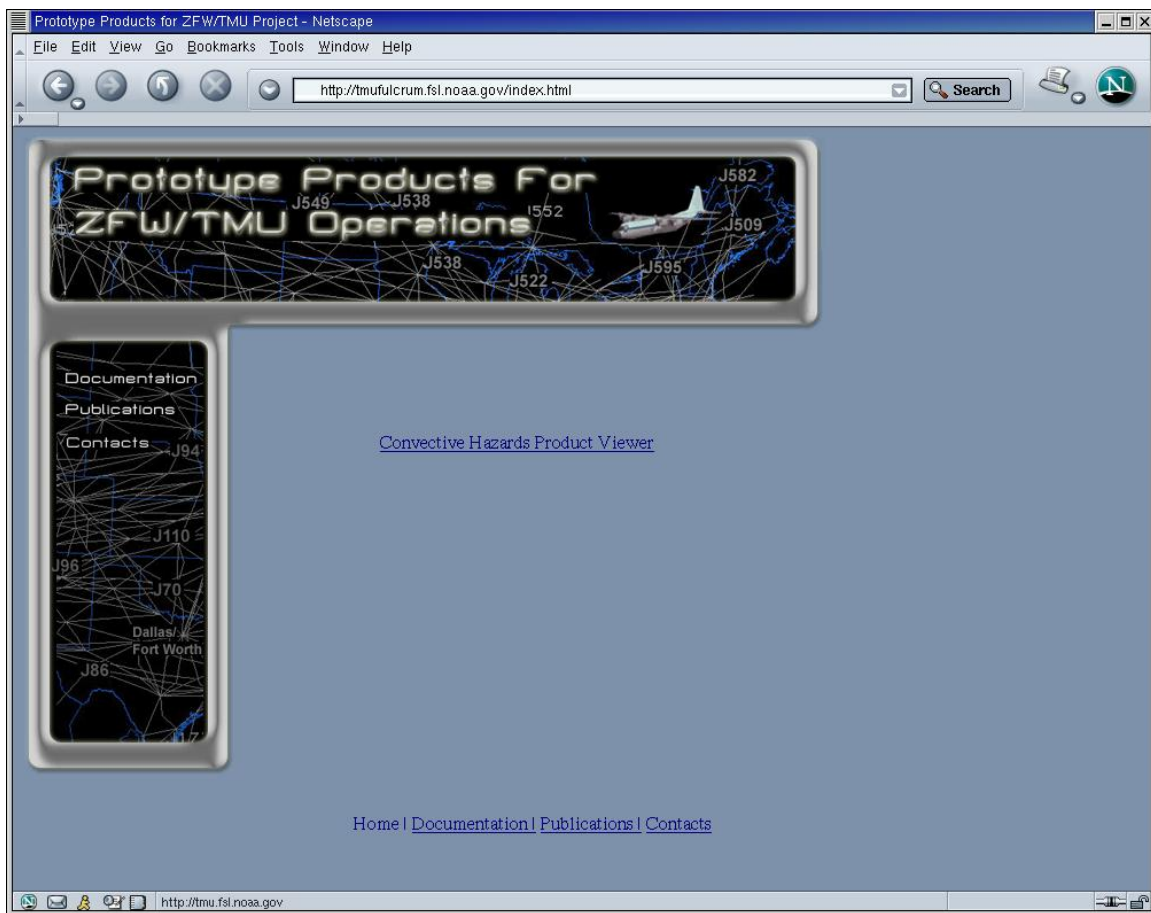 Prototype Products for ZFW/TMU Project - Netscape
File Edit View Go Bookmarks Tools Window Help
http://tmufulcrum.fsl.noaa.gov/index.html
Search
N
Prototype Products For
ZFW/TMU Operations
J582
J549
J538
J552
J509
J538
J522
J595
Documentation
Publications
Contacts
J94
J110
J96
J70
Dallas/
Fort Worth
J86
Convective Hazards Product Viewer
Home | Documentation | Publications | Contacts
http://tmu.fsl.noaa.gov